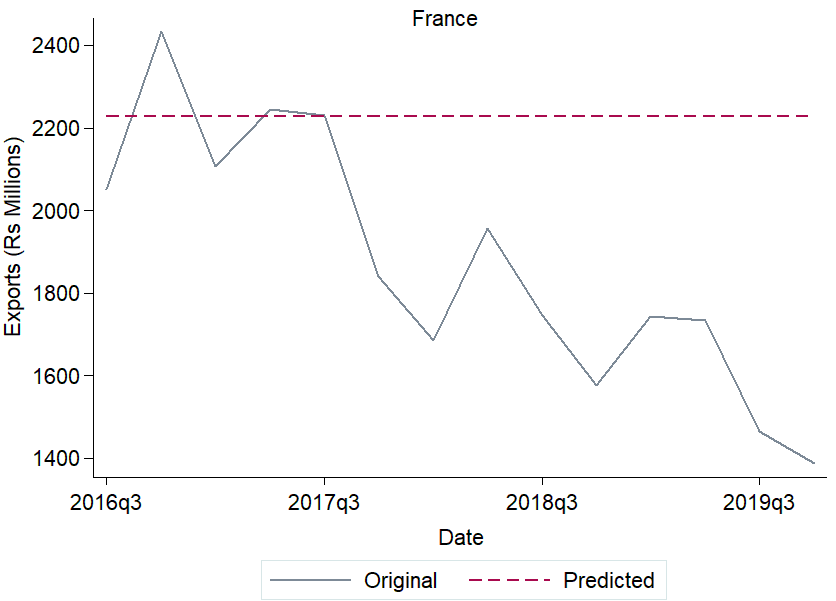 France
Exports (Rs Millions)
2400
2200
2000
1800
1600
1400
2016q3 2017q3 2018q3 2019q3
Date
Original Predicted